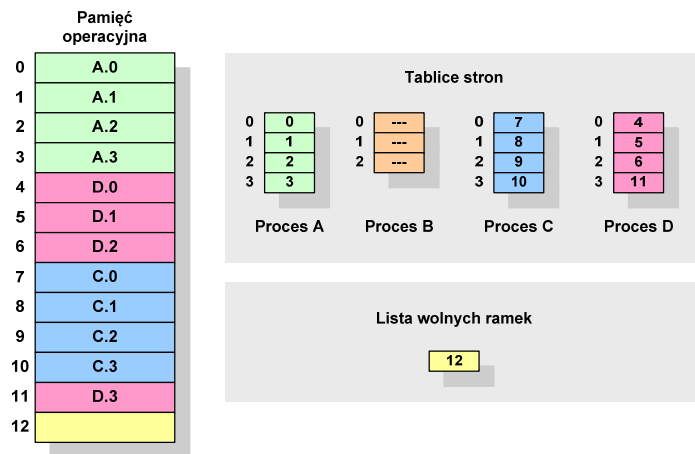 Pamięć
operacyjna
0 A.0
1 A.1
2 A.2
3 A.3
4 D.0
5 D.1
6 D.2
7 C.0
8 C.1
9 C.2
10 C.3
11 D.3
12
Tablice stron
0 0 0 --- 0 7 0 4
1 1 1 --- 1 8 1 5
2 2 2 --- 2 9 2 6
3 3 3 10 3 11
Proces A Proces B Proces C Proces D
Lista wolnych ramek
12